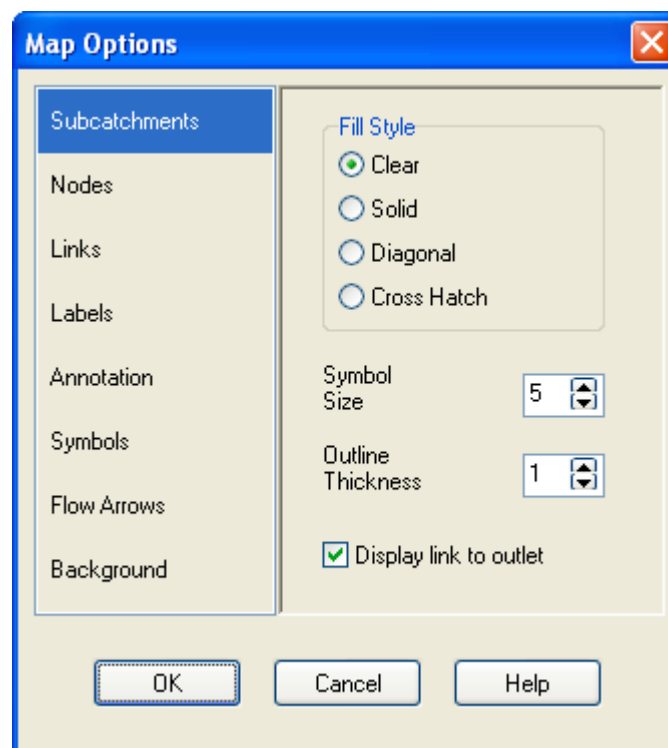 Map Options
Subcatchments
Nodes
Links
Labels
Annotation
Symbols
Flow Arrows
Background
Fill Style
Clear
Solid
Diagonal
Cross Hatch
Symbol
Size
5
Outline
Thickness
1
Display link to outlet
OK
Cancel
Help